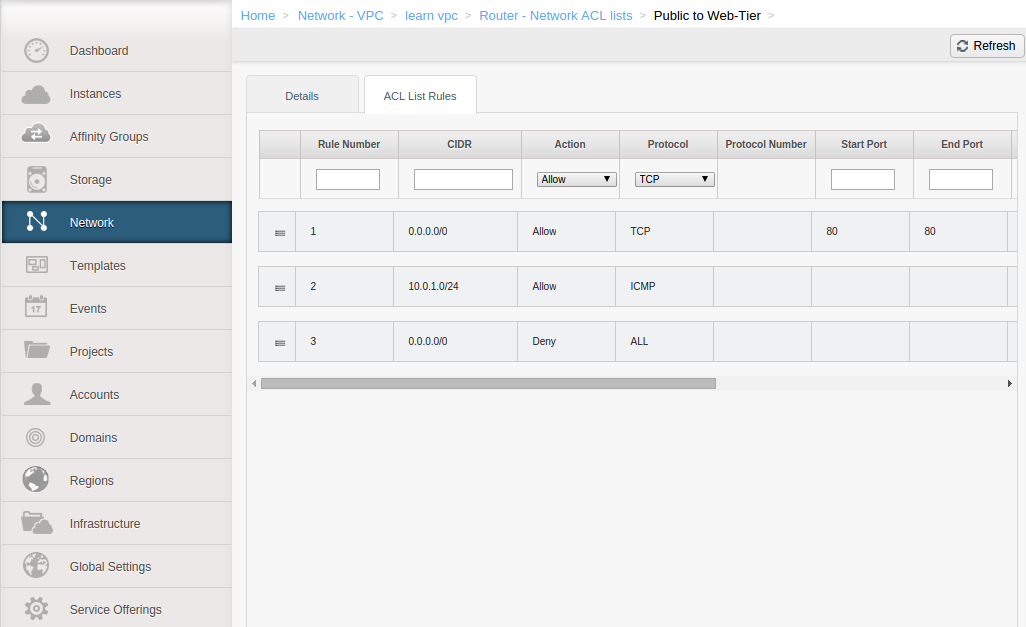 Home > Network - VPC > learn vpc > Router - Network ACL lists > Public to Web-Tier >
Refresh
Dashboard
Instances
Affinity Groups
Storage
Network
Templates
17
Events
Projects
Accounts
Domains
Regions
Infrastructure
Global Settings
Service Offerings
Details ACL List Rules
Rule Number CIDR Action Protocol Protocol Number Start Port End Port
Allow TCP
1 0.0.0.0/0 Allow TCP 80 80
2 10.0.1.0/24 Allow ICMP
3 0.0.0.0/0 Deny ALL